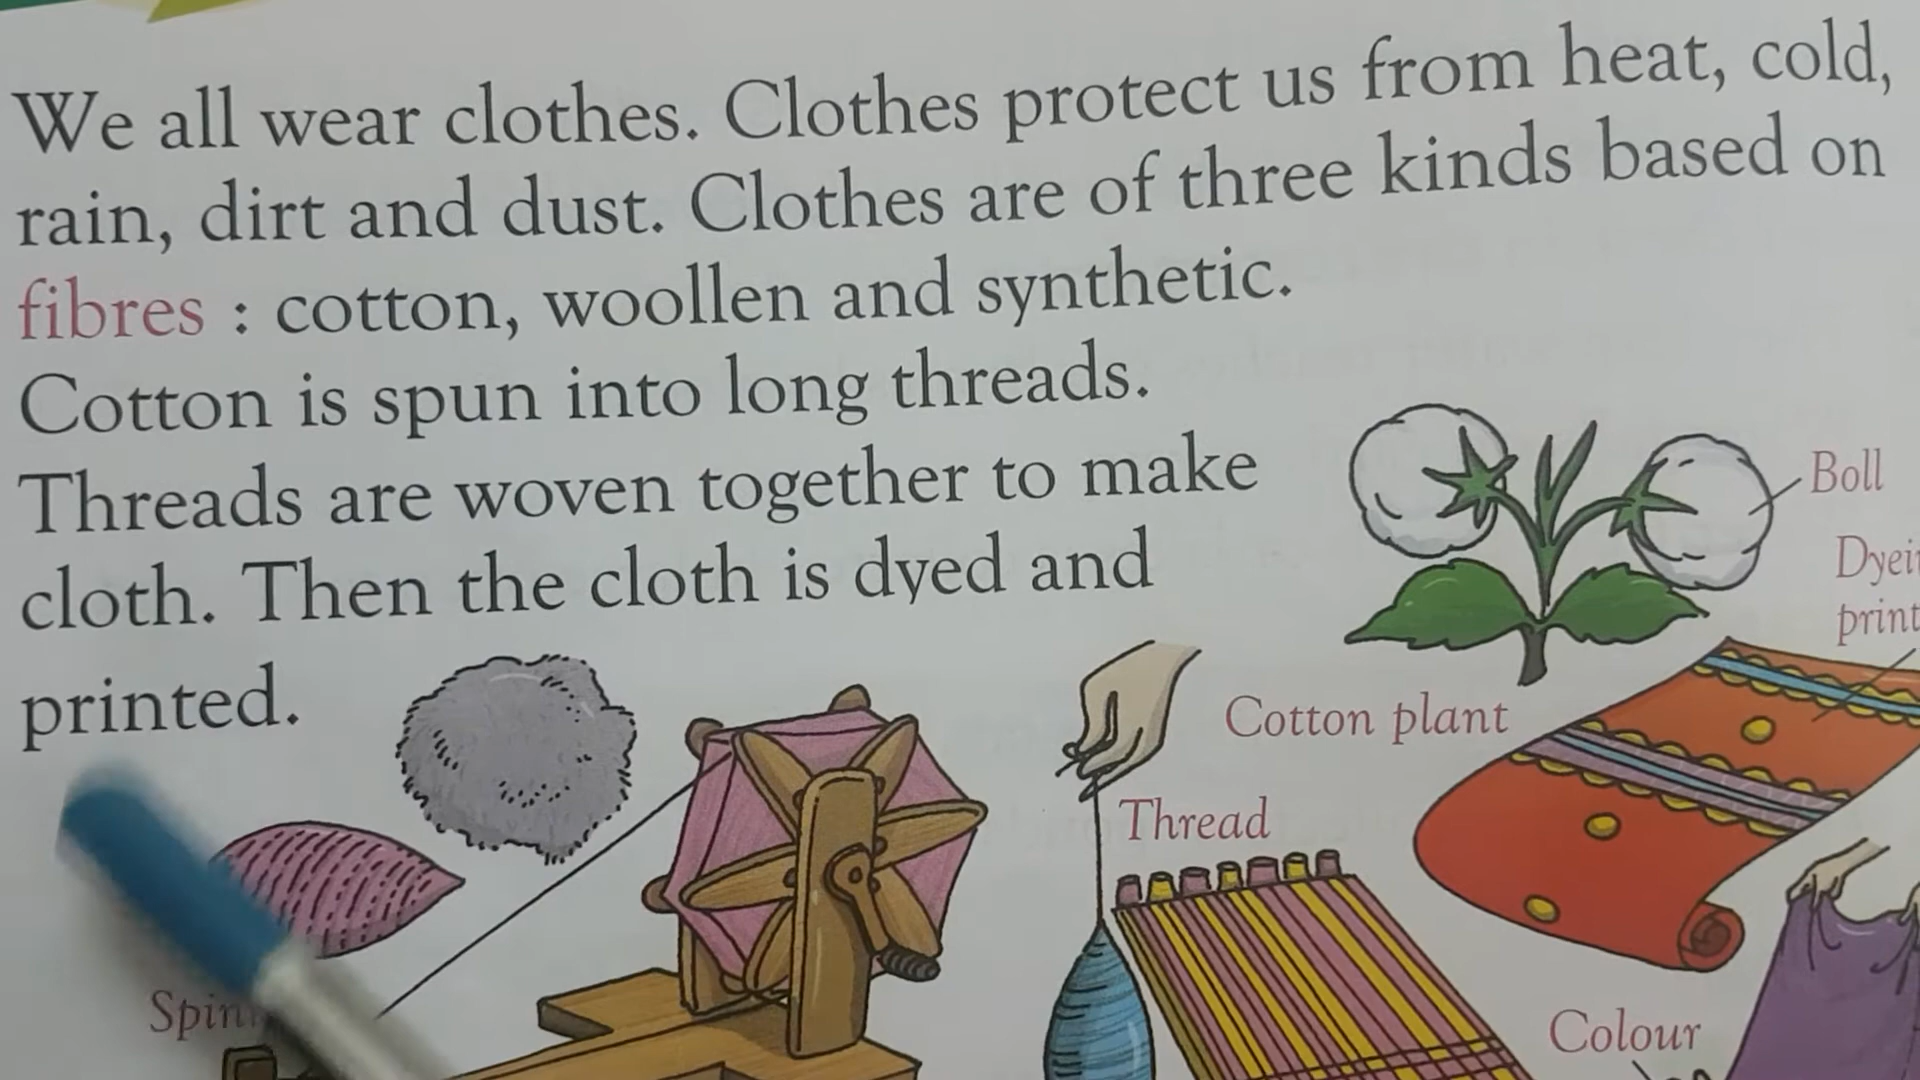 We all wear clothes. Clothes protect us from heat, cold,
rain, dirt and dust. Clothes are of three kinds based on
fibres : cotton, woollen and synthetic.
Cotton is spun into long threads.
Threads are woven together to make
cloth. Then the cloth is dyed and
printed.
Boll
Cotton plant
Thread
Colour